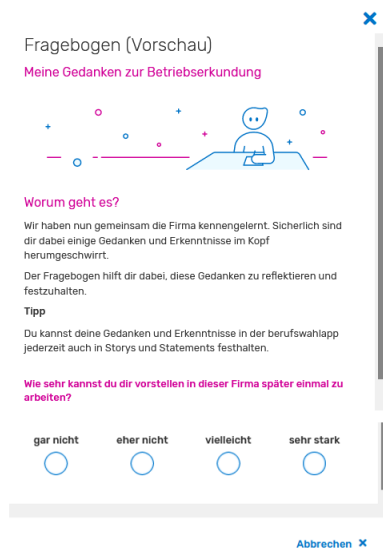 Fragebogen (Vorschau)
Meine Gedanken zur Betriebserkundung
Worum geht es?
Wir haben nun gemeinsam die Firma kennengelernt. Sicherlich sind
dir dabei einige Gedanken und Erkenntnisse im Kopf
herumgeschwirrt.
Der Fragebogen hilft dir dabei, diese Gedanken zu reflektieren und
festzuhalten.
Tipp
Du kannst deine Gedanken und Erkenntnisse in der berufswahlapp
jederzeit auch in Storys und Statements festhalten.
Wie sehr kannst du dir vorstellen in dieser Firma später einmal zu
arbeiten?
gar nicht eher nicht vielleicht sehr stark
Abbrechen